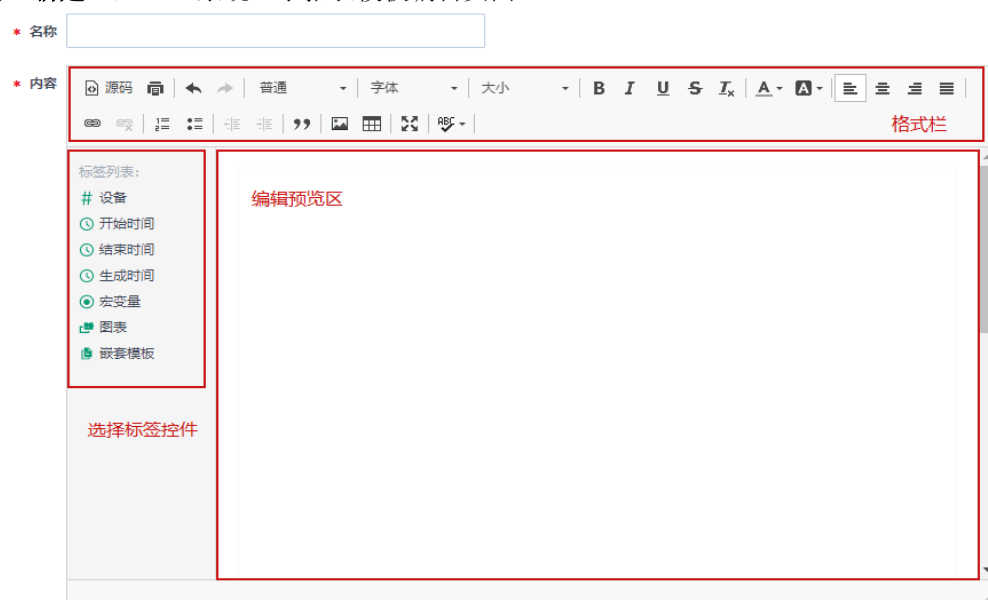 * 名称
* 内容
源码 普通 字体 大小 B I U S Ix A A
ABC 格式栏
标签列表:
# 设备
开始时间
结束时间
生成时间
宏变量
图表
嵌套模板
编辑预览区
选择标签控件